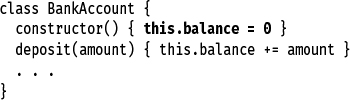 class BankAccount {
  constructor() { this.balance = 0 }
  deposit(amount) { this.balance += amount }
  . . .
}